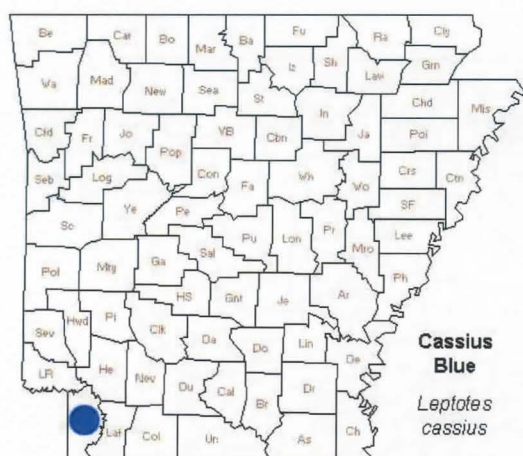 Be Car Bo Mar Ba Fu Ra Cly
Wa Mad New Sea Iz Sh Law Grn
St
Cfd Fr Jo Pop VB Cbn In Ja Chd Mis
Poi
Seb Log Con Fa Wh Wo Crs Ctn
Sc Ye Pe SF
Pol Mtg Ga Sal Pu Lon Pr Mro Lee
HS Grt Je Ar Ph
Sev Hwd Pi Clk Da Do Lin De
LR He Nev Du Cal Br Dr
Laf Col Un As Ch
Cassius
Blue
Leptotes
cassius